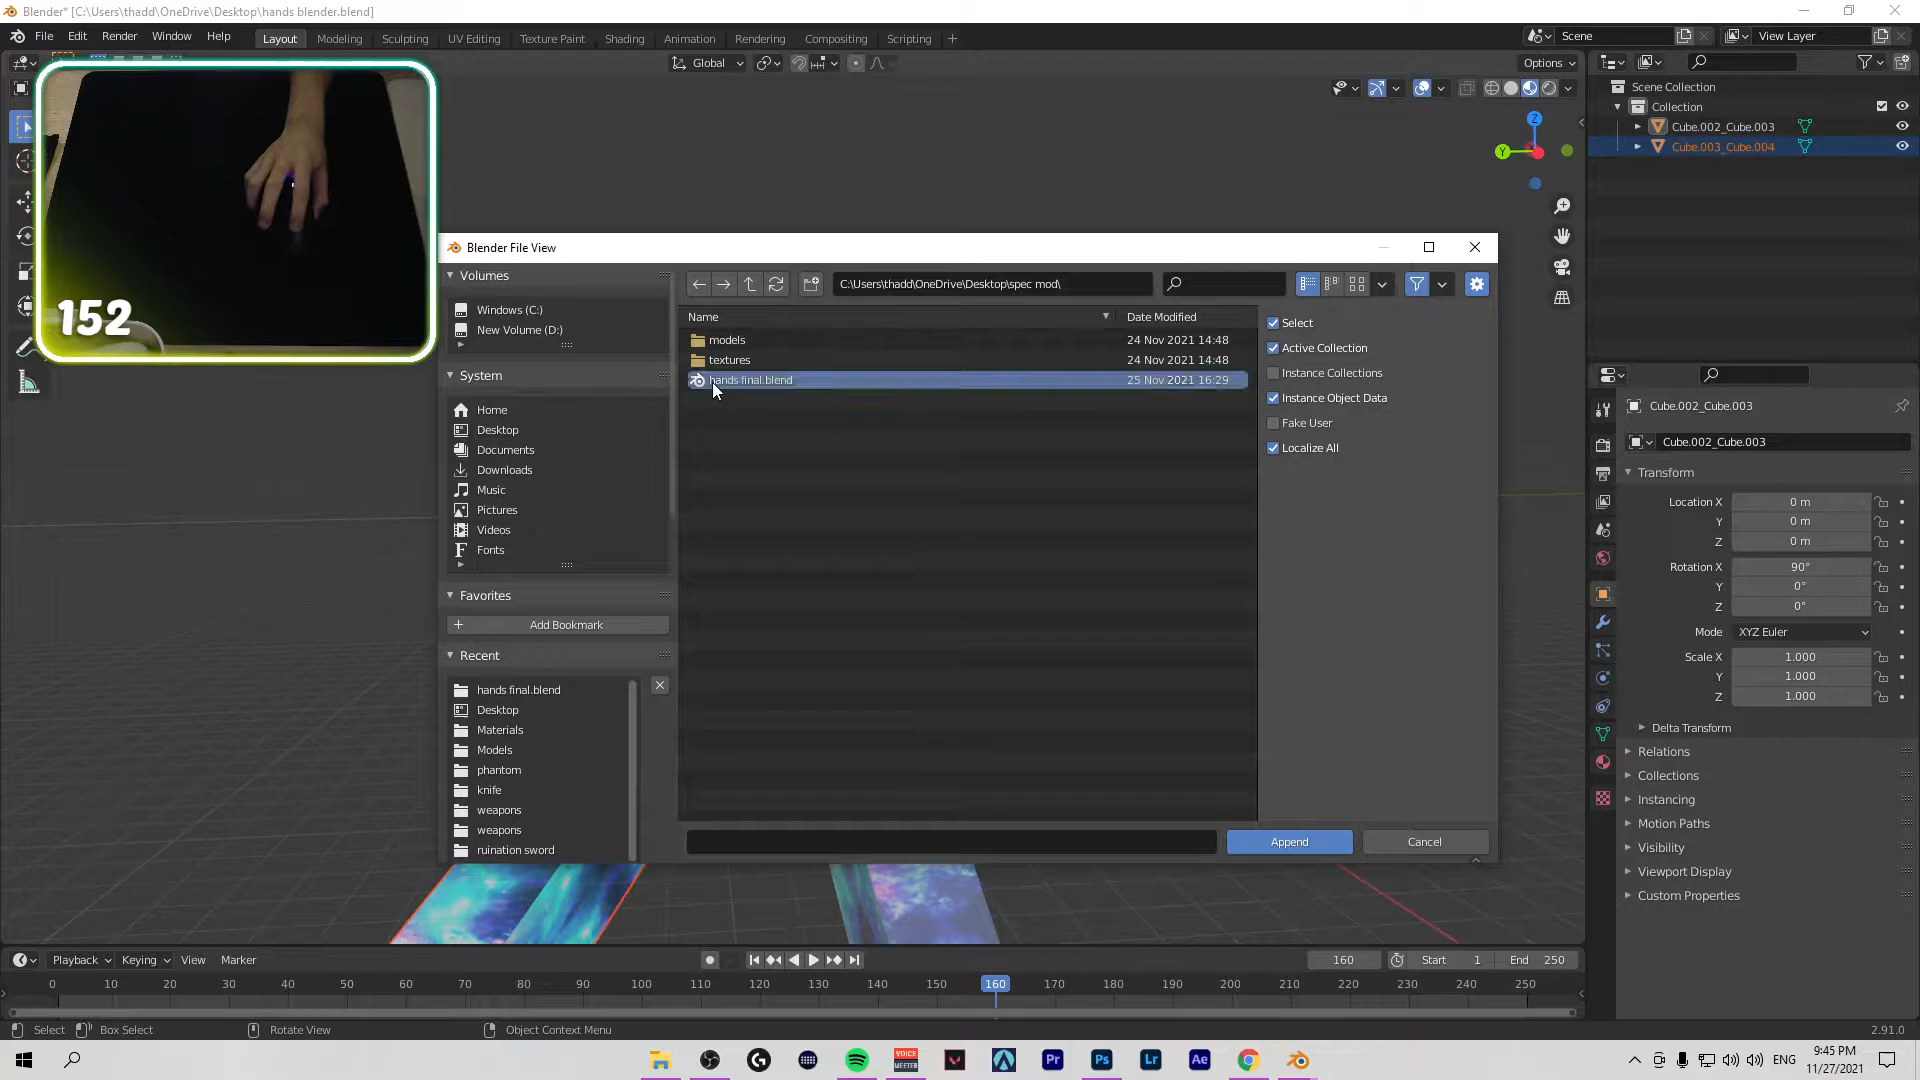 Blender* [C:\Users\thadd\OneDrive\Desktop\hands blender.blend]
File Edit Render Window Help Layout Modeling Sculpting UV Editing Texture Paint Shading Animation Rendering Compositing Scripting + Scene View Layer
Global Options
Scene Collection
Collection
Cube.002_Cube.003
Cube.003_Cube.004
Z
Y
152
Blender File View
Volumes
Windows (C:)
New Volume (D:)
System
Home
Desktop
Documents
Downloads
Music
Pictures
Videos
Fonts
Favorites
+ Add Bookmark
Recent
hands final.blend
Desktop
Materials
Models
phantom
knife
weapons
weapons
ruination sword
C:\Users\thadd\OneDrive\Desktop\spec mod\
Name Date Modified
models 24 Nov 2021 14:48
textures 24 Nov 2021 14:48
hands final.blend 25 Nov 2021 16:29
Select
Active Collection
Instance Collections
Instance Object Data
Fake User
Localize All
Append Cancel
Cube.002_Cube.003
Cube.002_Cube.003
Transform
Location X 0 m
Y 0 m
Z 0 m
Rotation X 90°
Y 0°
Z 0°
Mode XYZ Euler
Scale X 1.000
Y 1.000
Z 1.000
Delta Transform
Relations
Collections
Instancing
Motion Paths
Visibility
Viewport Display
Custom Properties
Playback Keying View Marker 160 Start 1 End 250
0 10 20 30 40 50 60 70 80 90 100 110 120 130 140 150 160 170 180 190 200 210 220 230 240 250
Select Box Select Rotate View Object Context Menu 2.91.0
VOICE MEETER Pr Ps Lr Ae ENG 9:45 PM
11/27/2021